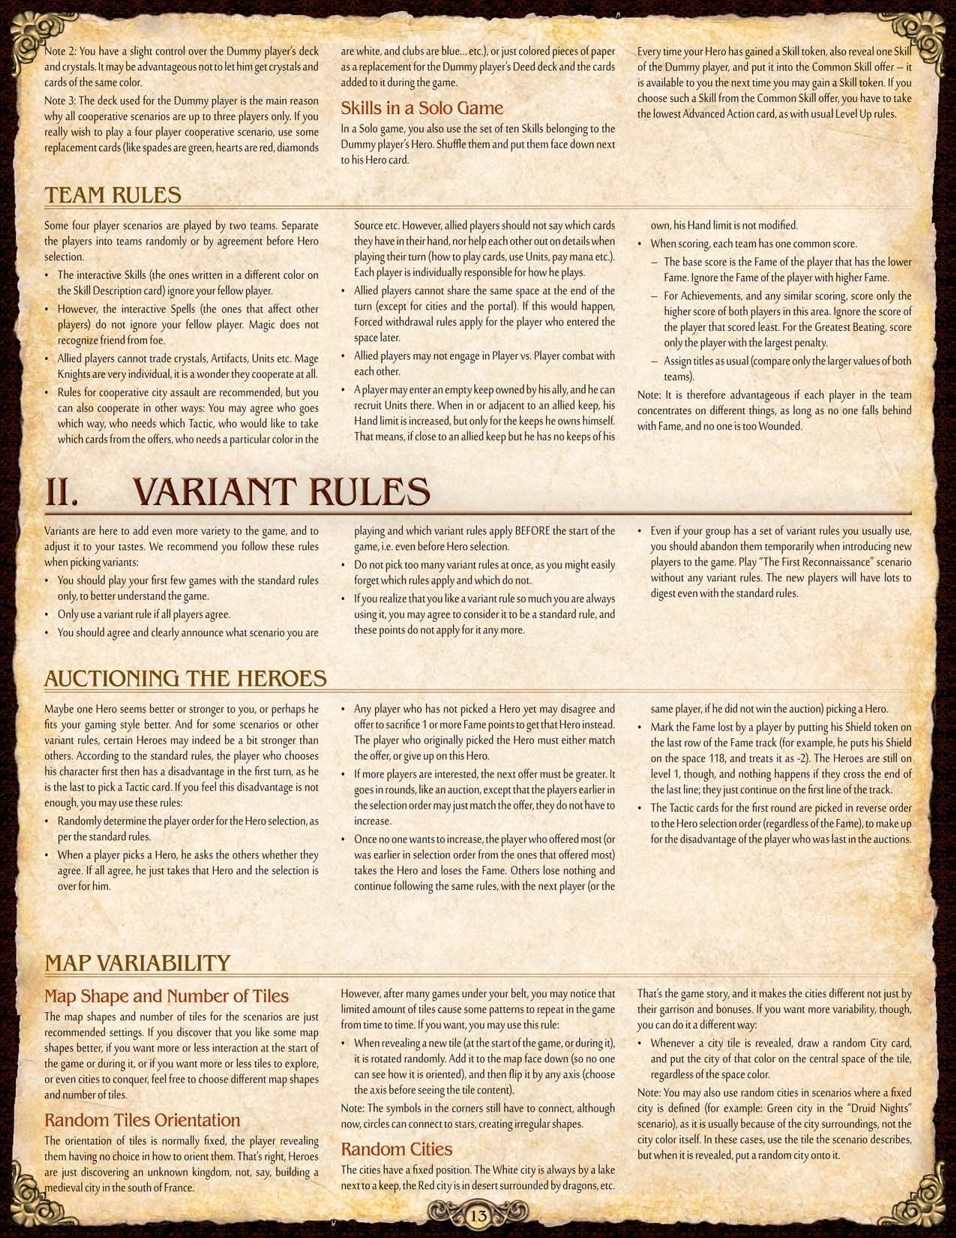 Note 2: You have a slight control over the Dummy player's deck
and crystals. It may be advantageous not to let him get crystals and
cards of the same color.
Note 3: The deck used for the Dummy player is the main reason
why all cooperative scenarios are up to three players only. If you
really wish to play a four player cooperative scenario, use some
replacement cards (like spades are green, hearts are red, diamonds
are white, and clubs are blue... etc.), or just colored pieces of paper
as a replacement for the Dummy player's Deed deck and the cards
added to it during the game.
Skills in a Solo Game
In a Solo game, you also use the set of ten Skills belonging to the
Dummy player's Hero. Shuffle them and put them face down next
to his Hero card.
Every time your Hero has gained a Skill token, also reveal one Skill
of the Dummy player, and put it into the Common Skill offer – it
is available to you the next time you may gain a Skill token. If you
choose such a Skill from the Common Skill offer, you have to take
the lowest Advanced Action card, as with usual Level Up rules.
TEAM RULES
Some four player scenarios are played by two teams. Separate
the players into teams randomly or by agreement before Hero
selection.
• The interactive Skills (the ones written in a different color on
the Skill Description card) ignore your fellow player.
• However, the interactive Spells (the ones that affect other
players) do not ignore your fellow player. Magic does not
recognize friend from foe.
• Allied players cannot trade crystals, Artifacts, Units etc. Mage
Knights are very individual, it is a wonder they cooperate at all.
• Rules for cooperative city assault are recommended, but you
can also cooperate in other ways: You may agree who goes
which way, who needs which Tactic, who would like to take
which cards from the offers, who needs a particular color in the
Source etc. However, allied players should not say which cards
they have in their hand, nor help each other out on details when
playing their turn (how to play cards, use Units, pay mana etc.).
Each player is individually responsible for how he plays.
• Allied players cannot share the same space at the end of the
turn (except for cities and the portal). If this would happen,
Forced withdrawal rules apply for the player who entered the
space later.
• Allied players may not engage in Player vs. Player combat with
each other.
• A player may enter an empty keep owned by his ally, and he can
recruit Units there. When in or adjacent to an allied keep, his
Hand limit is increased, but only for the keeps he owns himself.
That means, if close to an allied keep but he has no keeps of his
own, his Hand limit is not modified.
• When scoring, each team has one common score.
– The base score is the Fame of the player that has the lower
Fame. Ignore the Fame of the player with higher Fame.
– For Achievements, and any similar scoring, score only the
higher score of both players in this area. Ignore the score of
the player that scored least. For the Greatest Beating, score
only the player with the largest penalty.
– Assign titles as usual (compare only the larger values of both
teams).
Note: It is therefore advantageous if each player in the team
concentrates on different things, as long as no one falls behind
with Fame, and no one is too Wounded.
II. VARIANT RULES
Variants are here to add even more variety to the game, and to
adjust it to your tastes. We recommend you follow these rules
when picking variants:
• You should play your first few games with the standard rules
only, to better understand the game.
• Only use a variant rule if all players agree.
• You should agree and clearly announce what scenario you are
playing and which variant rules apply BEFORE the start of the
game, i.e. even before Hero selection.
• Do not pick too many variant rules at once, as you might easily
forget which rules apply and which do not.
• If you realize that you like a variant rule so much you are always
using it, you may agree to consider it to be a standard rule, and
these points do not apply for it any more.
• Even if your group has a set of variant rules you usually use,
you should abandon them temporarily when introducing new
players to the game. Play "The First Reconnaissance" scenario
without any variant rules. The new players will have lots to
digest even with the standard rules.
AUCTIONING THE HEROES
Maybe one Hero seems better or stronger to you, or perhaps he
fits your gaming style better. And for some scenarios or other
variant rules, certain Heroes may indeed be a bit stronger than
others. According to the standard rules, the player who chooses
his character first then has a disadvantage in the first turn, as he
is the last to pick a Tactic card. If you feel this disadvantage is not
enough, you may use these rules:
• Randomly determine the player order for the Hero selection, as
per the standard rules.
• When a player picks a Hero, he asks the others whether they
agree. If all agree, he just takes that Hero and the selection is
over for him.
• Any player who has not picked a Hero yet may disagree and
offer to sacrifice 1 or more Fame points to get that Hero instead.
The player who originally picked the Hero must either match
the offer, or give up on this Hero.
• If more players are interested, the next offer must be greater. It
goes in rounds, like an auction, except that the players earlier in
the selection order may just match the offer, they do not have to
increase.
• Once no one wants to increase, the player who offered most (or
was earlier in selection order from the ones that offered most)
takes the Hero and loses the Fame. Others lose nothing and
continue following the same rules, with the next player (or the
same player, if he did not win the auction) picking a Hero.
• Mark the Fame lost by a player by putting his Shield token on
the last row of the Fame track (for example, he puts his Shield
on the space 118, and treats it as -2). The Heroes are still on
level 1, though, and nothing happens if they cross the end of
the last line; they just continue on the first line of the track.
• The Tactic cards for the first round are picked in reverse order
to the Hero selection order (regardless of the Fame), to make up
for the disadvantage of the player who was last in the auctions.
MAP VARIABILITY
Map Shape and Number of Tiles
The map shapes and number of tiles for the scenarios are just
recommended settings. If you discover that you like some map
shapes better, if you want more or less interaction at the start of
the game or during it, or if you want more or less tiles to explore,
or even cities to conquer, feel free to choose different map shapes
and number of tiles.
Random Tiles Orientation
The orientation of tiles is normally fixed, the player revealing
them having no choice in how to orient them. That's right, Heroes
are just discovering an unknown kingdom, not, say, building a
medieval city in the south of France.
However, after many games under your belt, you may notice that
limited amount of tiles cause some patterns to repeat in the game
from time to time. If you want, you may use this rule:
• When revealing a new tile (at the start of the game, or during it),
it is rotated randomly. Add it to the map face down (so no one
can see how it is oriented), and then flip it by any axis (choose
the axis before seeing the tile content).
Note: The symbols in the corners still have to connect, although
now, circles can connect to stars, creating irregular shapes.
Random Cities
The cities have a fixed position. The White city is always by a lake
next to a keep, the Red city is in desert surrounded by dragons, etc.
That's the game story, and it makes the cities different not just by
their garrison and bonuses. If you want more variability, though,
you can do it a different way:
• Whenever a city tile is revealed, draw a random City card,
and put the city of that color on the central space of the tile,
regardless of the space color.
Note: You may also use random cities in scenarios where a fixed
city is defined (for example: Green city in the "Druid Nights"
scenario), as it is usually because of the city surroundings, not the
city color itself. In these cases, use the tile the scenario describes,
but when it is revealed, put a random city onto it.
13